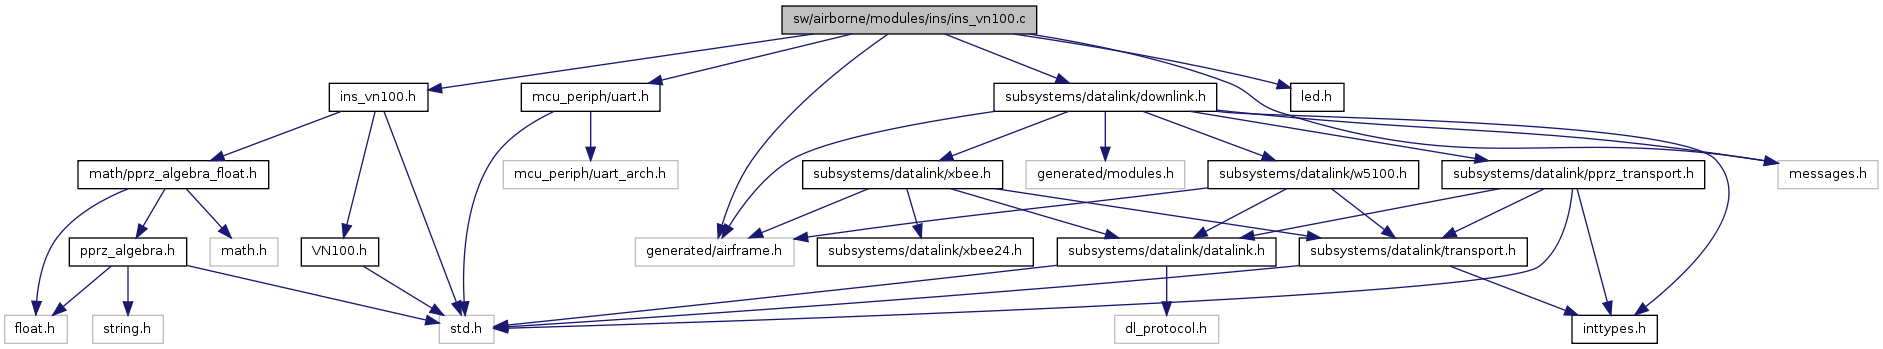 sw/airborne/modules/ins/ins_vn100.c
ins_vn100.h
mcu_periph/uart.h
subsystems/datalink/downlink.h
led.h
math/pprz_algebra_float.h
mcu_periph/uart_arch.h
subsystems/datalink/xbee.h
generated/modules.h
subsystems/datalink/w5100.h
subsystems/datalink/pprz_transport.h
messages.h
pprz_algebra.h
math.h
VN100.h
generated/airframe.h
subsystems/datalink/xbee24.h
subsystems/datalink/datalink.h
subsystems/datalink/transport.h
float.h
string.h
std.h
dl_protocol.h
inttypes.h